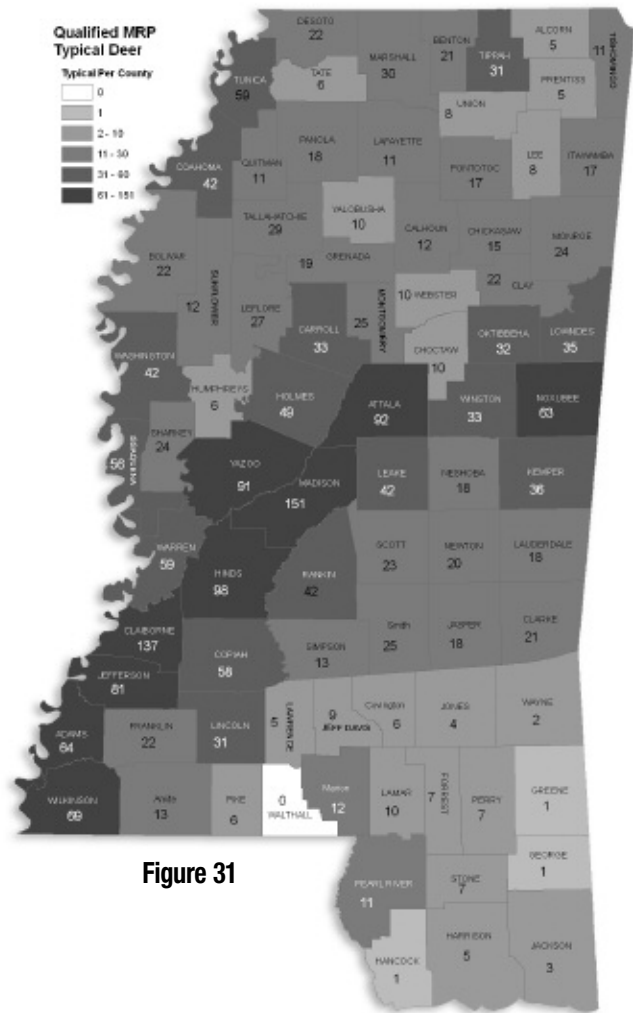 Qualified MRP
Typical Deer
Typical Per County
0
1
2 - 10
11 - 30
31 - 60
61 - 151
DESOTO
22
TUNICA
59
TATE
6
MARSHALL
30
BENTON
21
TIPPAH
31
ALCORN
5
TISHOMINGO
11
PRENTISS
5
UNION
8
COAHOMA
42
QUITMAN
11
PANOLA
18
LAFAYETTE
11
PONTOTOC
17
LEE
8
ITAWAMBA
17
TALLAHATCHIE
29
YALOBUSHA
10
CALHOUN
12
CHICKASAW
15
MONROE
24
BOLIVAR
22
SUNFLOWER
12
LEFLORE
27
GRENADA
19
MONTGOMERY
25
WEBSTER
10
CLAY
22
CARROLL
33
CHOCTAW
10
OKTIBBEHA
32
LOWNDES
35
WASHINGTON
42
HUMPHREYS
6
HOLMES
49
ATTALA
92
WINSTON
33
NOXUBEE
63
SHARKEY
24
ISSAQUENA
56
YAZOO
91
MADISON
151
LEAKE
42
NESHOBA
18
KEMPER
36
WARREN
59
HINDS
98
RANKIN
42
SCOTT
23
NEWTON
20
LAUDERDALE
18
CLAIBORNE
137
COPIAH
58
SIMPSON
13
Smith
25
JASPER
18
CLARKE
21
JEFFERSON
81
ADAMS
64
FRANKLIN
22
LINCOLN
31
LAWRENCE
5
9
JEFF DAVIS
Covington
6
JONES
4
WAYNE
2
WILKINSON
69
Amite
13
PIKE
6
0
WALTHALL
Marion
12
LAMAR
10
FORREST
7
PERRY
7
GREENE
1
GEORGE
1
PEARL RIVER
11
STONE
7
HANCOCK
1
HARRISON
5
JACKSON
3
Figure 31